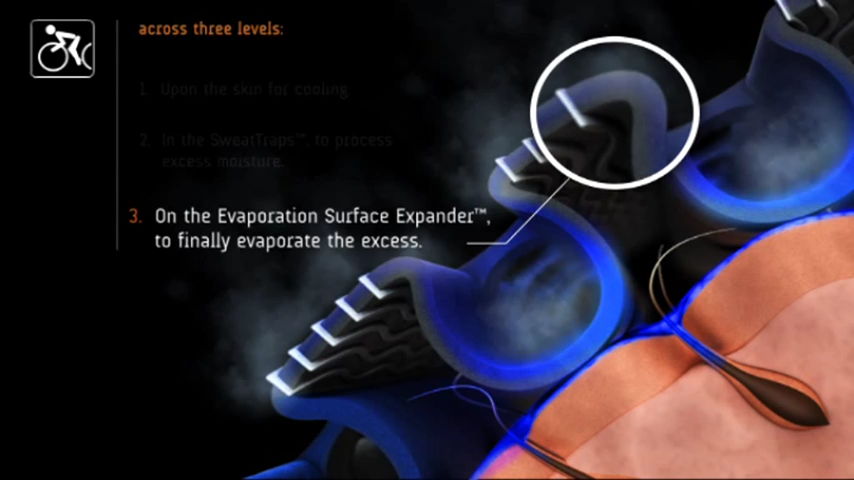 across three levels:
1. Upon the skin for cooling.
2. In the SweatTraps™, to process
excess moisture.
3. On the Evaporation Surface Expander™,
to finally evaporate the excess.